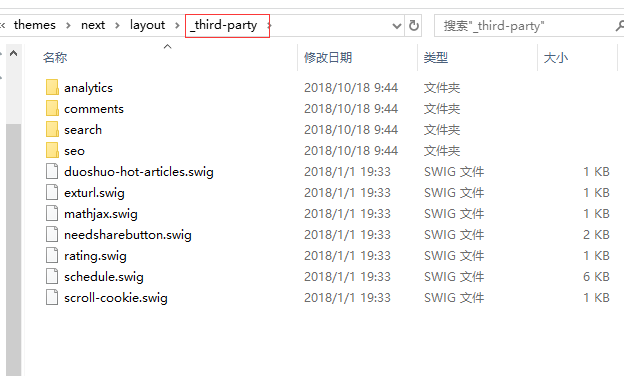 « themes › next › layout › _third-party › 搜索"_third-party"
名称 修改日期 类型 大小
analytics 2018/10/18 9:44 文件夹
comments 2018/10/18 9:44 文件夹
search 2018/10/18 9:44 文件夹
seo 2018/10/18 9:44 文件夹
duoshuo-hot-articles.swig 2018/1/1 19:33 SWIG 文件 1 KB
exturl.swig 2018/1/1 19:33 SWIG 文件 1 KB
mathjax.swig 2018/1/1 19:33 SWIG 文件 1 KB
needsharebutton.swig 2018/1/1 19:33 SWIG 文件 2 KB
rating.swig 2018/1/1 19:33 SWIG 文件 1 KB
schedule.swig 2018/1/1 19:33 SWIG 文件 6 KB
scroll-cookie.swig 2018/1/1 19:33 SWIG 文件 1 KB